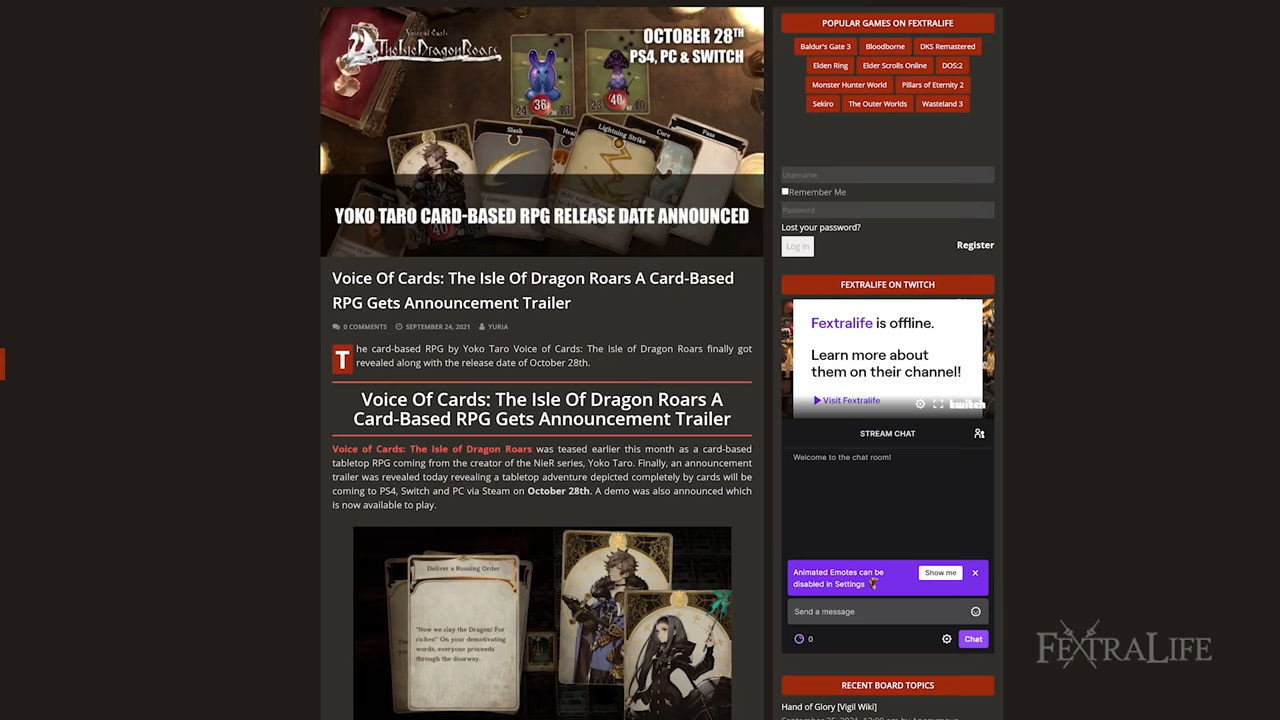 Voice of Cards
The Isle Dragon Roars
OCTOBER 28TH
PS4, PC & SWITCH
36
40
Slash
Heal
Lightning Strike
Cure
Pass
40
YOKO TARO CARD-BASED RPG RELEASE DATE ANNOUNCED
Voice Of Cards: The Isle Of Dragon Roars A Card-Based
RPG Gets Announcement Trailer
0 COMMENTS SEPTEMBER 24, 2021 YURIA
The card-based RPG by Yoko Taro Voice of Cards: The Isle of Dragon Roars finally got
revealed along with the release date of October 28th.
Voice Of Cards: The Isle Of Dragon Roars A
Card-Based RPG Gets Announcement Trailer
Voice of Cards: The Isle of Dragon Roars was teased earlier this month as a card-based
tabletop RPG coming from the creator of the NieR series, Yoko Taro. Finally, an announcement
trailer was revealed today revealing a tabletop adventure depicted completely by cards will be
coming to PS4, Switch and PC via Steam on October 28th. A demo was also announced which
is now available to play.
Deliver a Rousing Order
"Now we slay the Dragon! For
riches!" On your demotivating
words, everyone proceeds
through the doorway.
POPULAR GAMES ON FEXTRALIFE
Baldur's Gate 3 Bloodborne DKS Remastered
Elden Ring Elder Scrolls Online DOS:2
Monster Hunter World Pillars of Eternity 2
Sekiro The Outer Worlds Wasteland 3
Username
Remember Me
Password
Lost your password?
Log in Register
FEXTRALIFE ON TWITCH
Fextralife is offline.
Learn more about
them on their channel!
Visit Fextralife twitch
STREAM CHAT
Welcome to the chat room!
Animated Emotes can be
disabled in Settings
Show me
Send a message
0 Chat
RECENT BOARD TOPICS
Hand of Glory [Vigil Wiki]
FEXTRALIFE